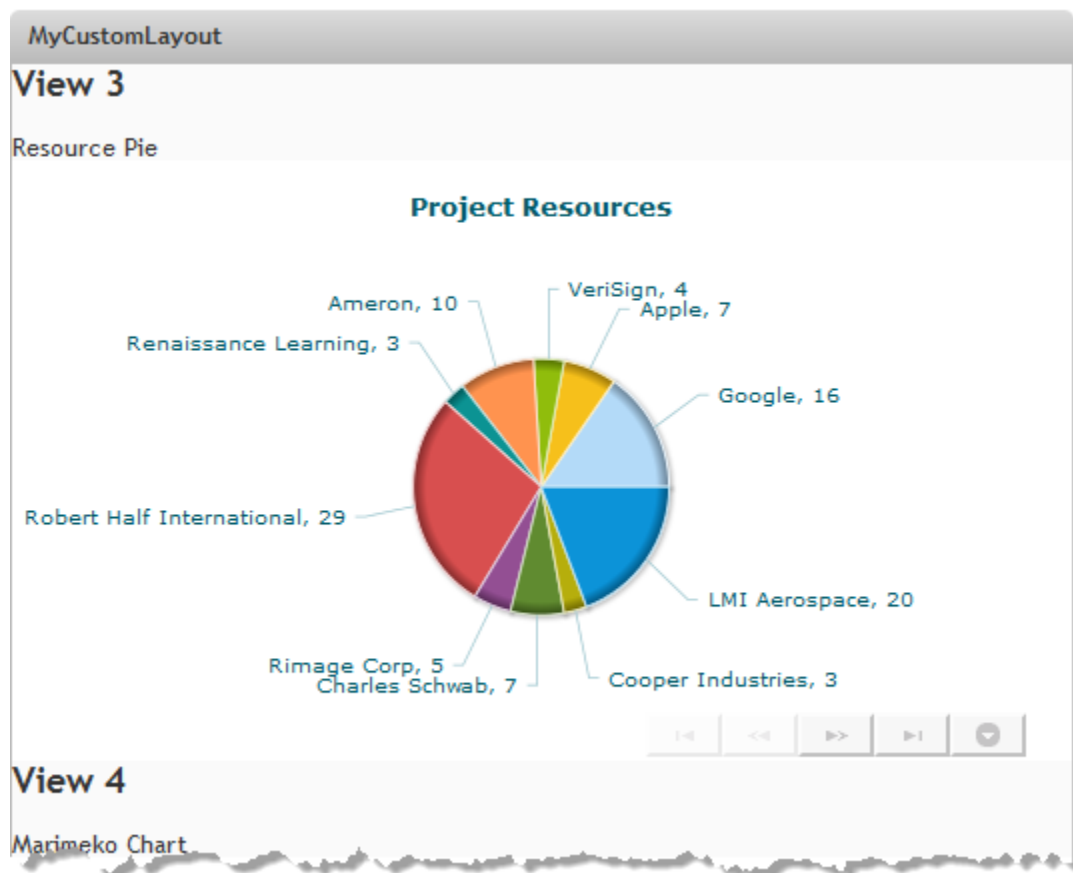 MyCustomLayout
View 3
Resource Pie
Project Resources
VeriSign, 4
Ameron, 10
Apple, 7
Renaissance Learning, 3
Google, 16
Robert Half International, 29
LMI Aerospace, 20
Rimage Corp, 5
Cooper Industries, 3
Charles Schwab, 7
View 4
Marimeko Chart